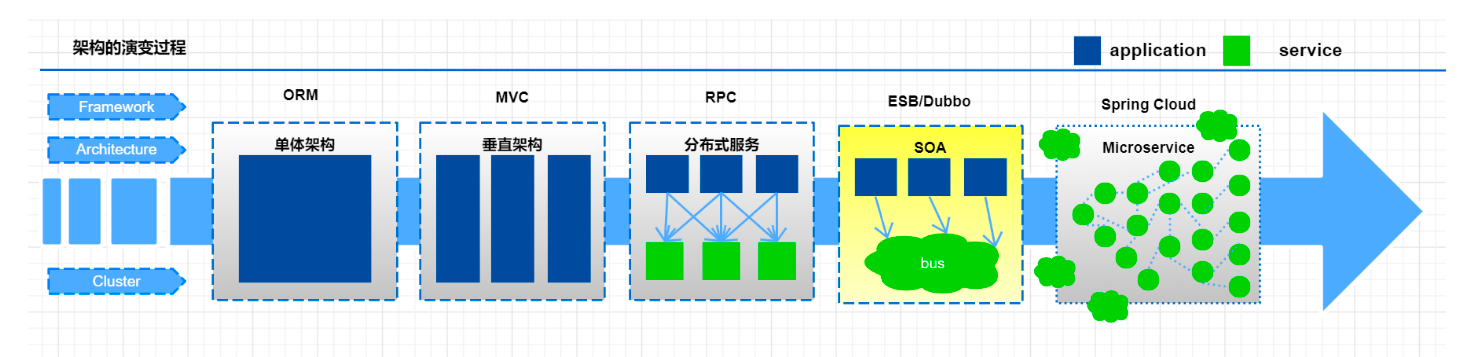 架构的演变过程
application
service
Framework
Architecture
Cluster
ORM
单体架构
MVC
垂直架构
RPC
分布式服务
ESB/Dubbo
SOA
bus
Spring Cloud
Microservice